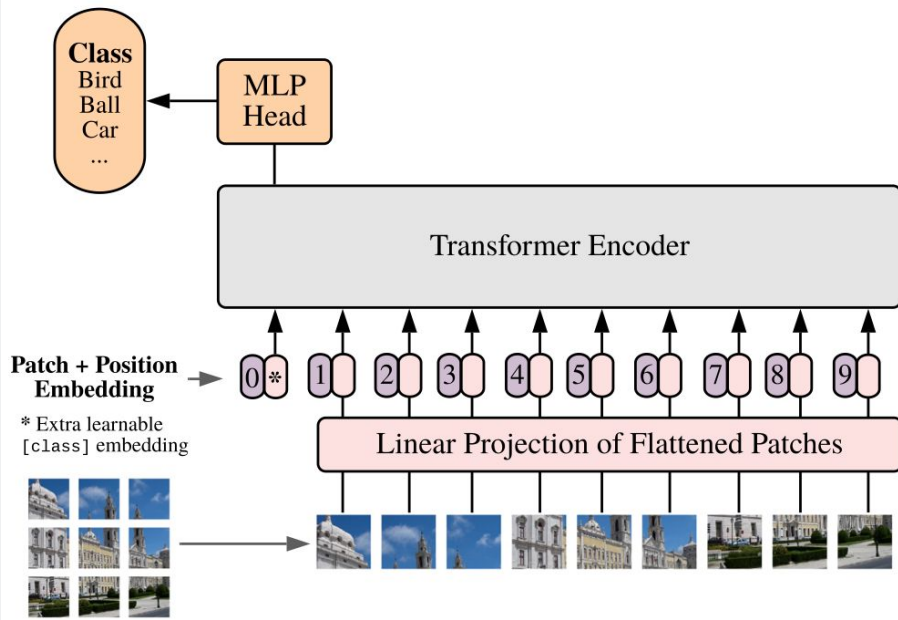 Class
Bird
Ball
Car
...
MLP
Head
Transformer Encoder
Patch + Position
Embedding
0 * 1 2 3 4 5 6 7 8 9
* Extra learnable
[class] embedding
Linear Projection of Flattened Patches